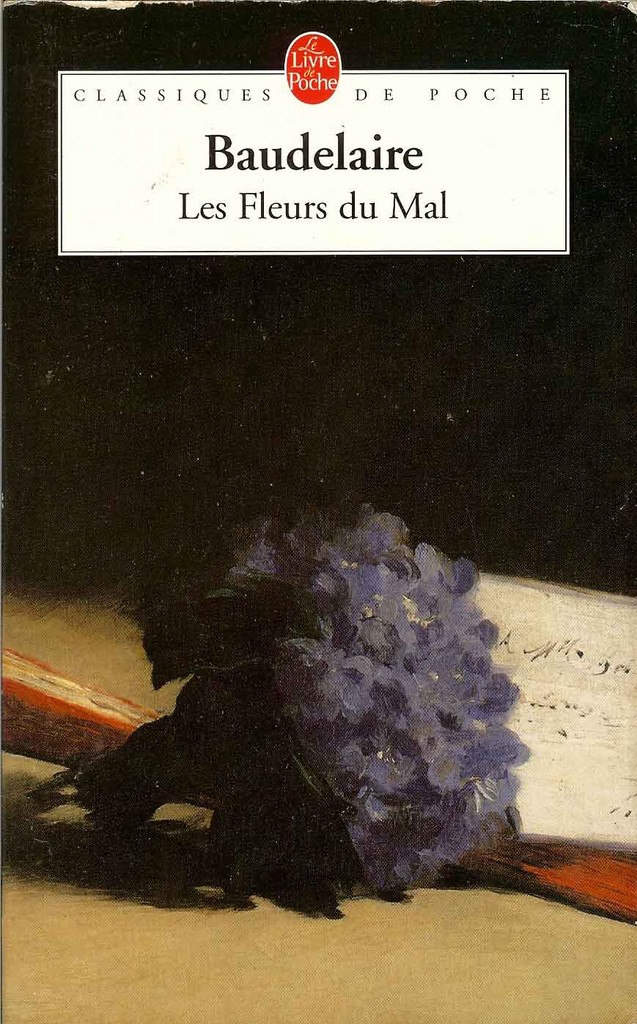 Le
Livre
de
Poche
CLASSIQUES DE POCHE
Baudelaire
Les Fleurs du Mal